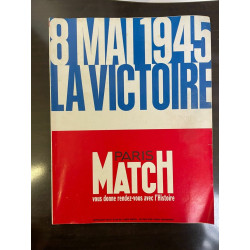 8 MAI 1945
LA VICTOIRE
PARIS
MATCH
vous donne rendez-vous avec l'Histoire